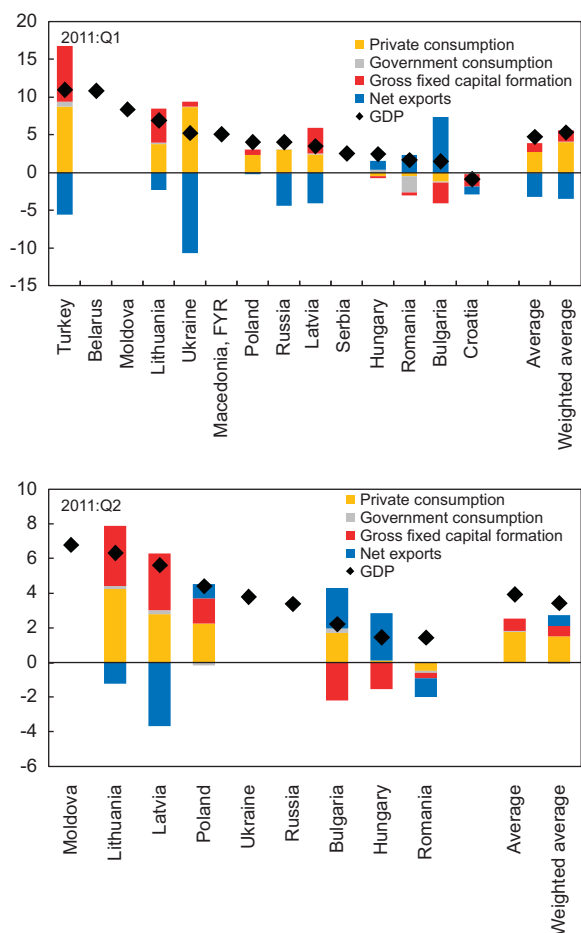 20
15
10
5
0
-5
-10
-15
2011:Q1
Private consumption
Government consumption
Gross fixed capital formation
Net exports
GDP
Turkey
Belarus
Moldova
Lithuania
Ukraine
Macedonia, FYR
Poland
Russia
Latvia
Serbia
Hungary
Romania
Bulgaria
Croatia
Average
Weighted average
10
8
6
4
2
0
-2
-4
-6
2011:Q2
Private consumption
Government consumption
Gross fixed capital formation
Net exports
GDP
Moldova
Lithuania
Latvia
Poland
Ukraine
Russia
Bulgaria
Hungary
Romania
Average
Weighted average